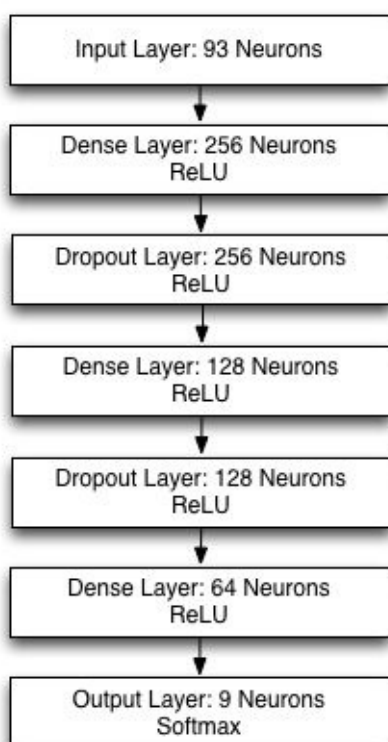 Input Layer: 93 Neurons
Dense Layer: 256 Neurons
ReLU
Dropout Layer: 256 Neurons
ReLU
Dense Layer: 128 Neurons
ReLU
Dropout Layer: 128 Neurons
ReLU
Dense Layer: 64 Neurons
ReLU
Output Layer: 9 Neurons
Softmax